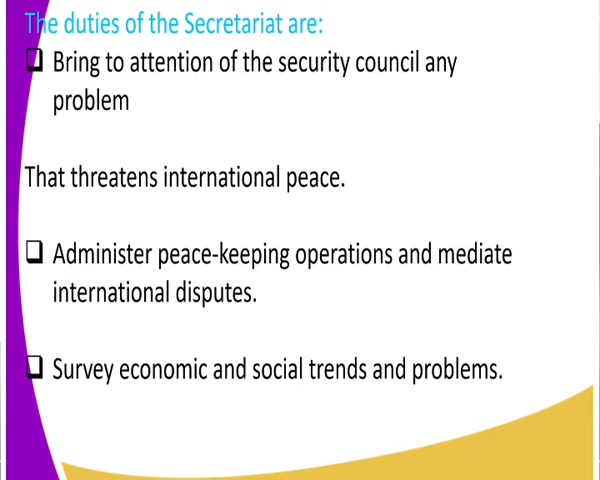 The duties of the Secretariat are:
Bring to attention of the security council any
problem
That threatens international peace.
Administer peace-keeping operations and mediate
international disputes.
Survey economic and social trends and problems.